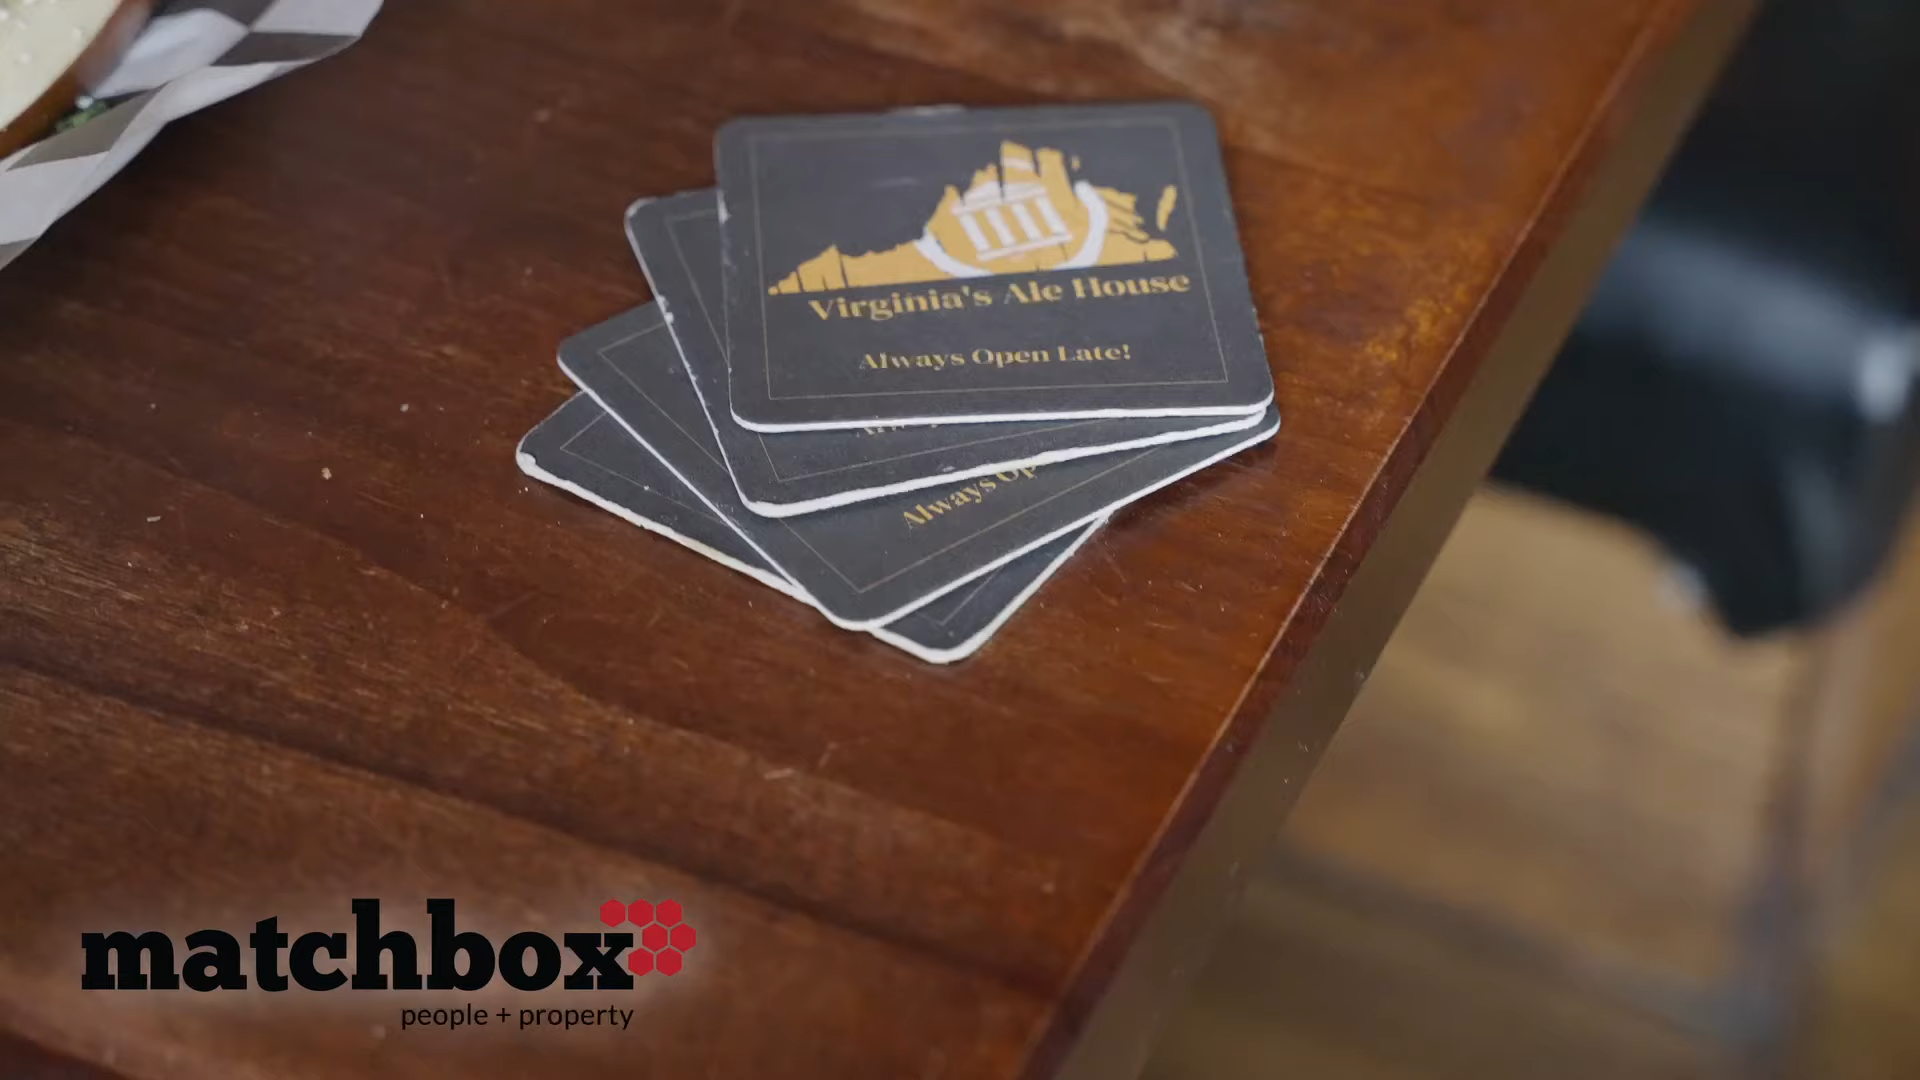 Virginia's Ale House
Always Open Late!
Always Op
matchbox
people + property